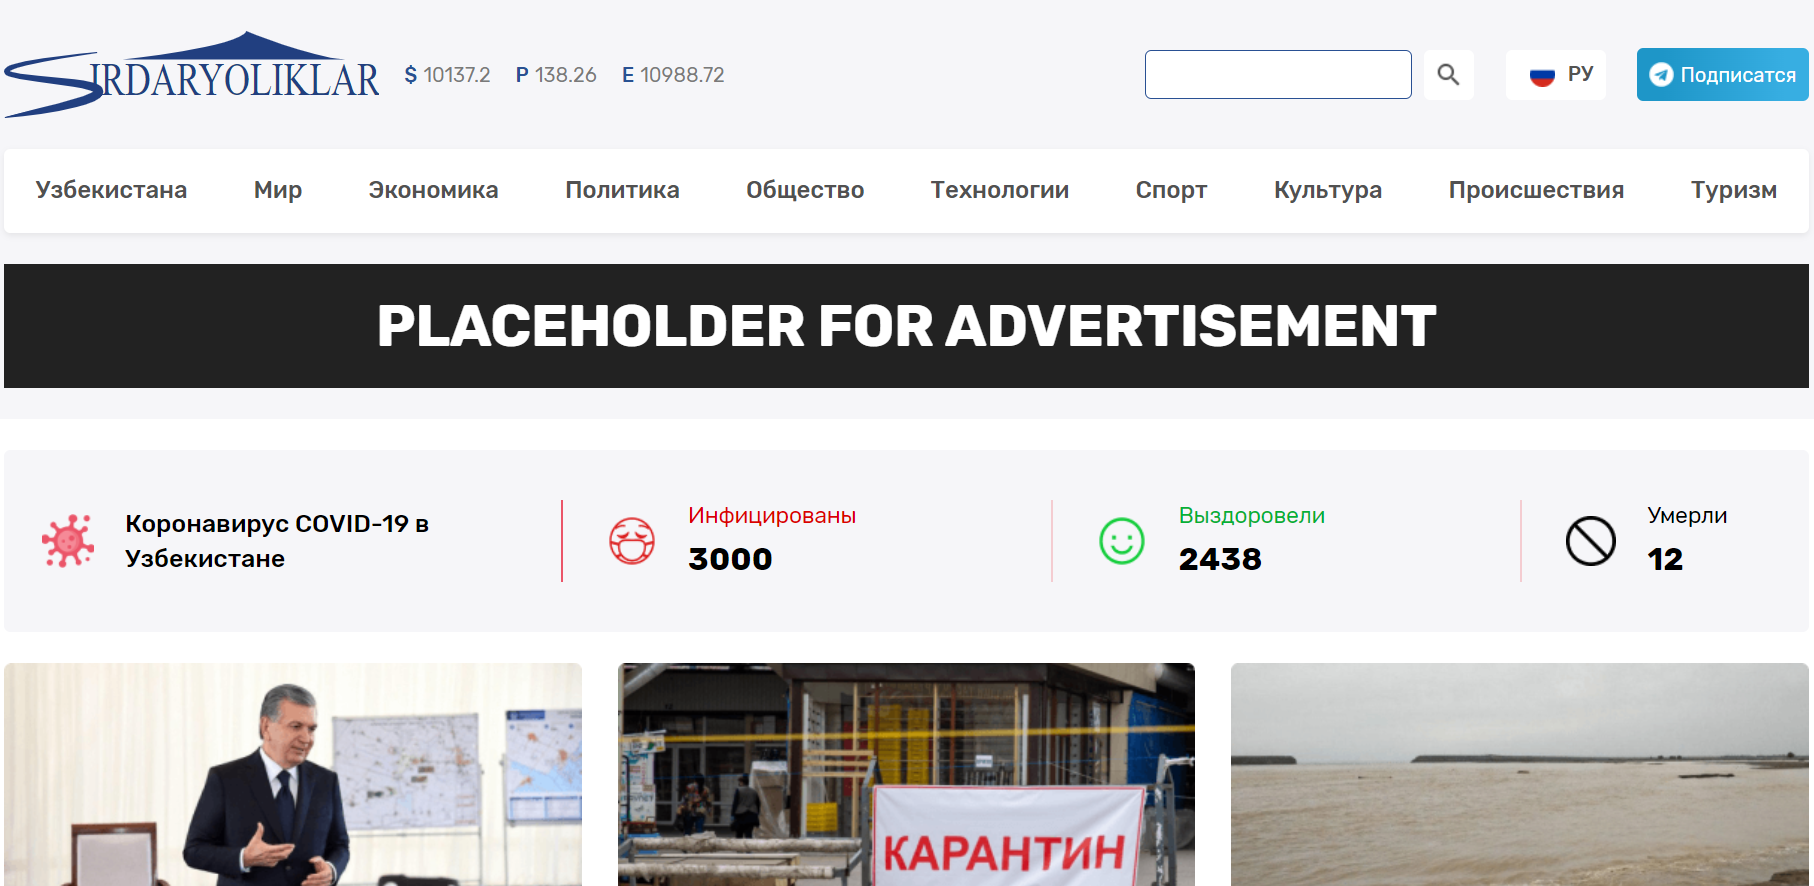 SIRDARYOLIKLAR
$ 10137.2 P 138.26 E 10988.72
РУ
Подписатся
Узбекистана Мир Экономика Политика Общество Технологии Спорт Культура Происшествия Туризм
PLACEHOLDER FOR ADVERTISEMENT
Коронавирус COVID-19 в
Узбекистане
Инфицированы
3000
Выздоровели
2438
Умерли
12
КАРАНТИН